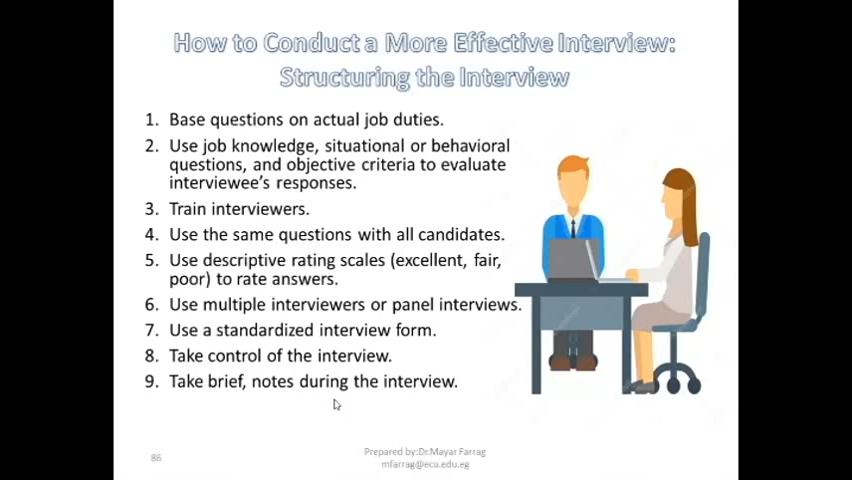 How to Conduct a More Effective Interview:
Structuring the Interview
1. Base questions on actual job duties.
2. Use job knowledge, situational or behavioral
questions, and objective criteria to evaluate
interviewee's responses.
3. Train interviewers.
4. Use the same questions with all candidates.
5. Use descriptive rating scales (excellent, fair,
poor) to rate answers.
6. Use multiple interviewers or panel interviews.
7. Use a standardized interview form.
8. Take control of the interview.
9. Take brief, notes during the interview.
86
Prepared by:Dr.Mayar Farrag
mfarrag@ecu.edu.eg